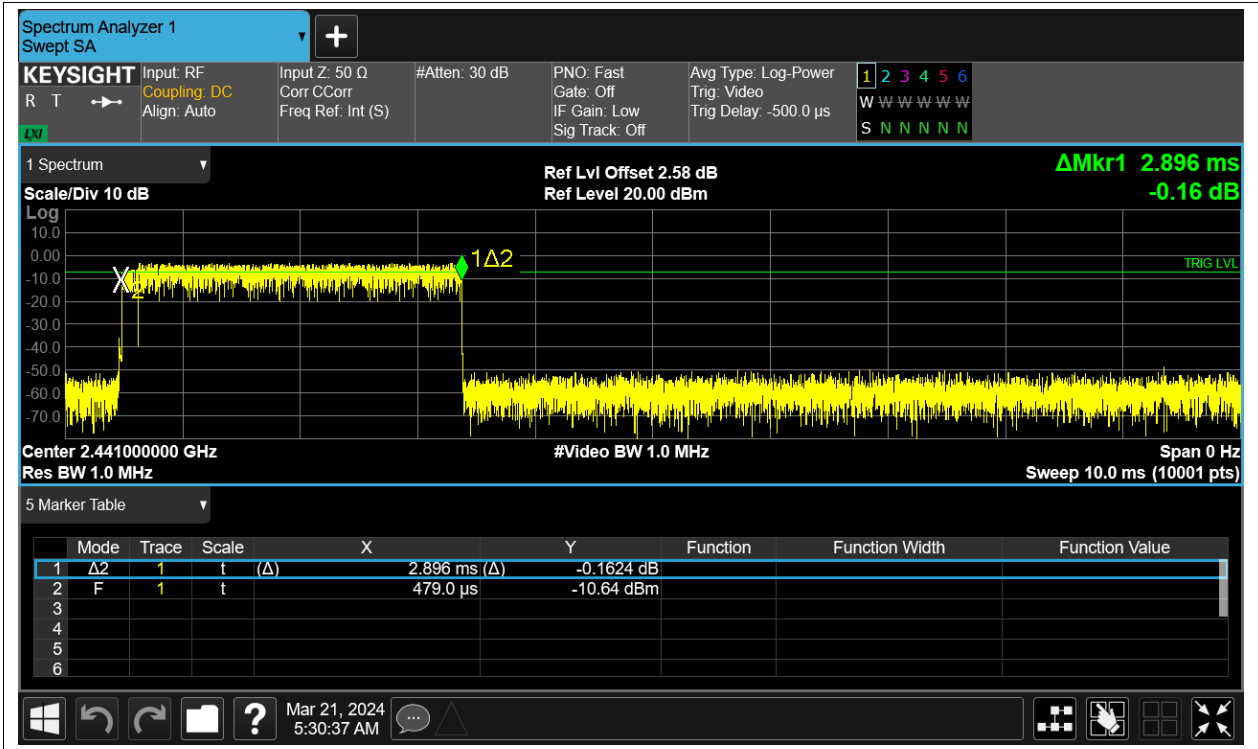 Spectrum Analyzer 1
Swept SA
KEYSIGHT
R T
LXI
Input: RF
Coupling: DC
Align: Auto
Input Z: 50 Ω
Corr CCorr
Freq Ref: Int (S)
#Atten: 30 dB
PNO: Fast
Gate: Off
IF Gain: Low
Sig Track: Off
Avg Type: Log-Power
Trig: Video
Trig Delay: -500.0 µs
1 2 3 4 5 6
W W W W W W
S N N N N N
1 Spectrum
Scale/Div 10 dB
Ref Lvl Offset 2.58 dB
Ref Level 20.00 dBm
ΔMkr1 2.896 ms
-0.16 dB
Log
10.0
0.00
-10.0
-20.0
-30.0
-40.0
-50.0
-60.0
-70.0
2
1Δ2
TRIG LVL
Center 2.441000000 GHz
Res BW 1.0 MHz
#Video BW 1.0 MHz
Span 0 Hz
Sweep 10.0 ms (10001 pts)
5 Marker Table
Mode Trace Scale X Y Function Function Width Function Value
1 Δ2 1 t (Δ) 2.896 ms (Δ) -0.1624 dB
2 F 1 t 479.0 µs -10.64 dBm
3
4
5
6
?
Mar 21, 2024
5:30:37 AM